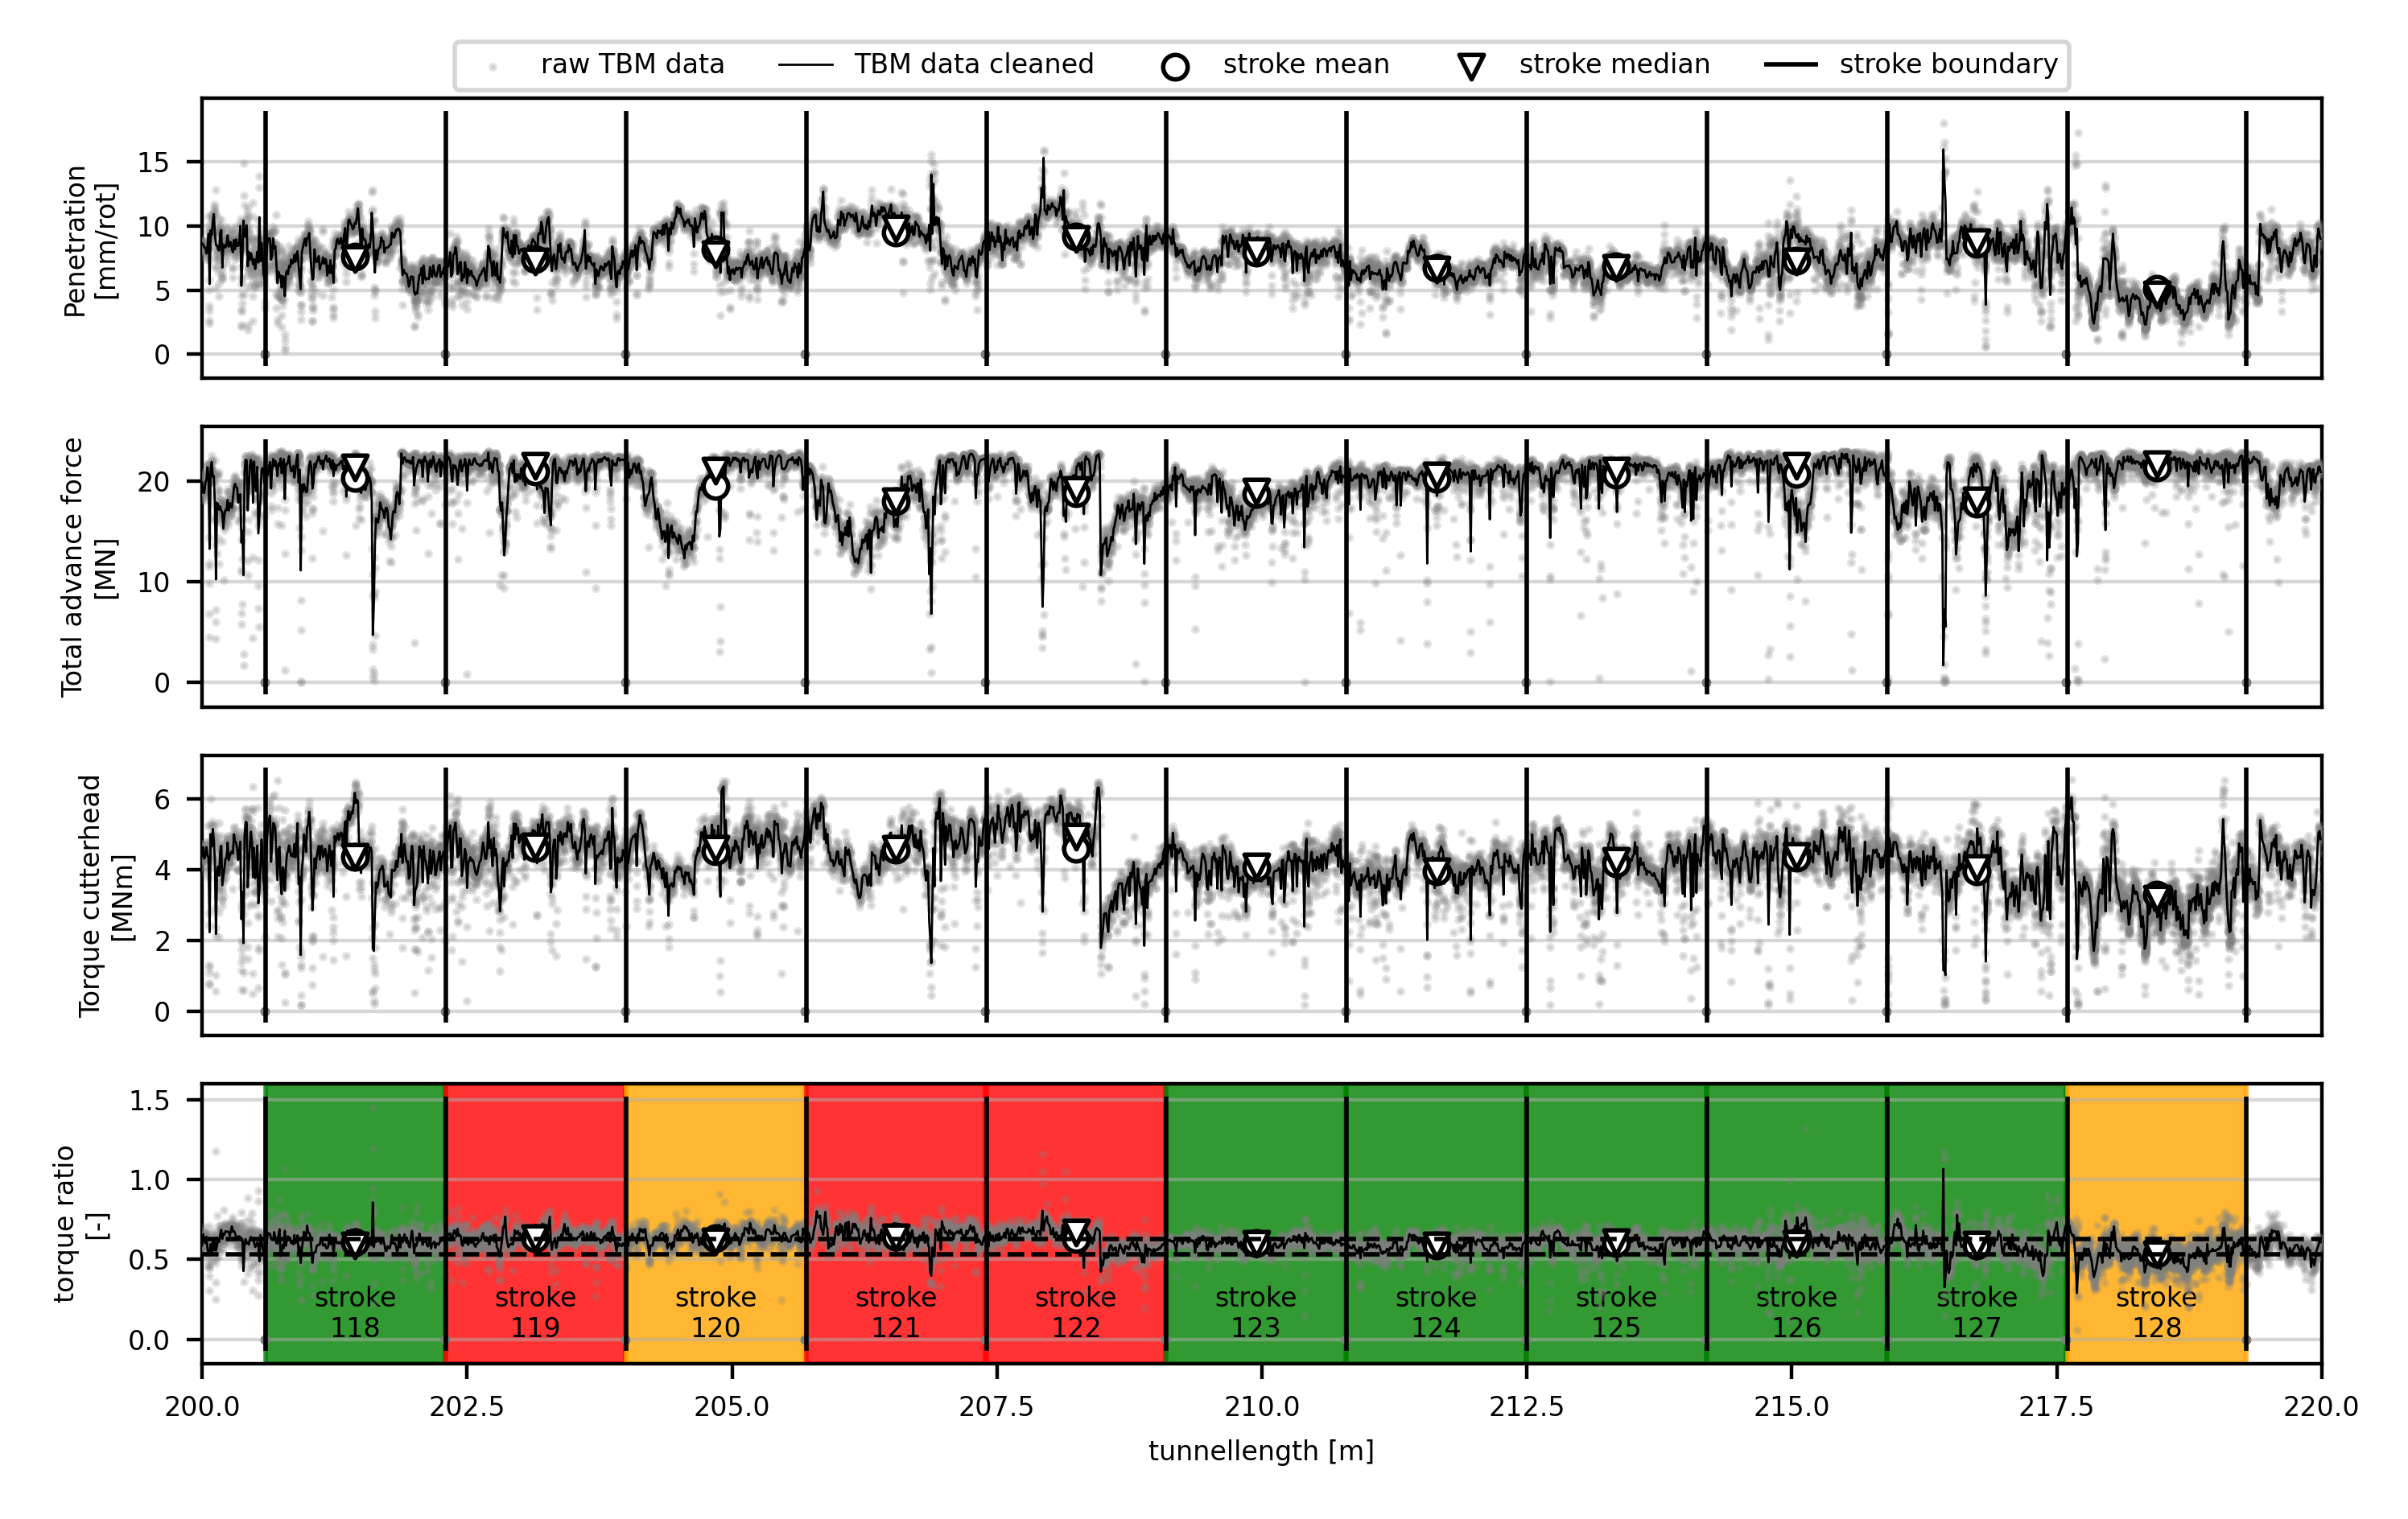 raw TBM data TBM data cleaned stroke mean stroke median stroke boundary
Penetration
[mm/rot]
15
10
5
0
Total advance force
[MN]
20
10
0
Torque cutterhead
[MNm]
6
4
2
0
torque ratio
[-]
1.5
1.0
0.5
0.0
stroke
118
stroke
119
stroke
120
stroke
121
stroke
122
stroke
123
stroke
124
stroke
125
stroke
126
stroke
127
stroke
128
200.0 202.5 205.0 207.5 210.0 212.5 215.0 217.5 220.0
tunnellength [m]